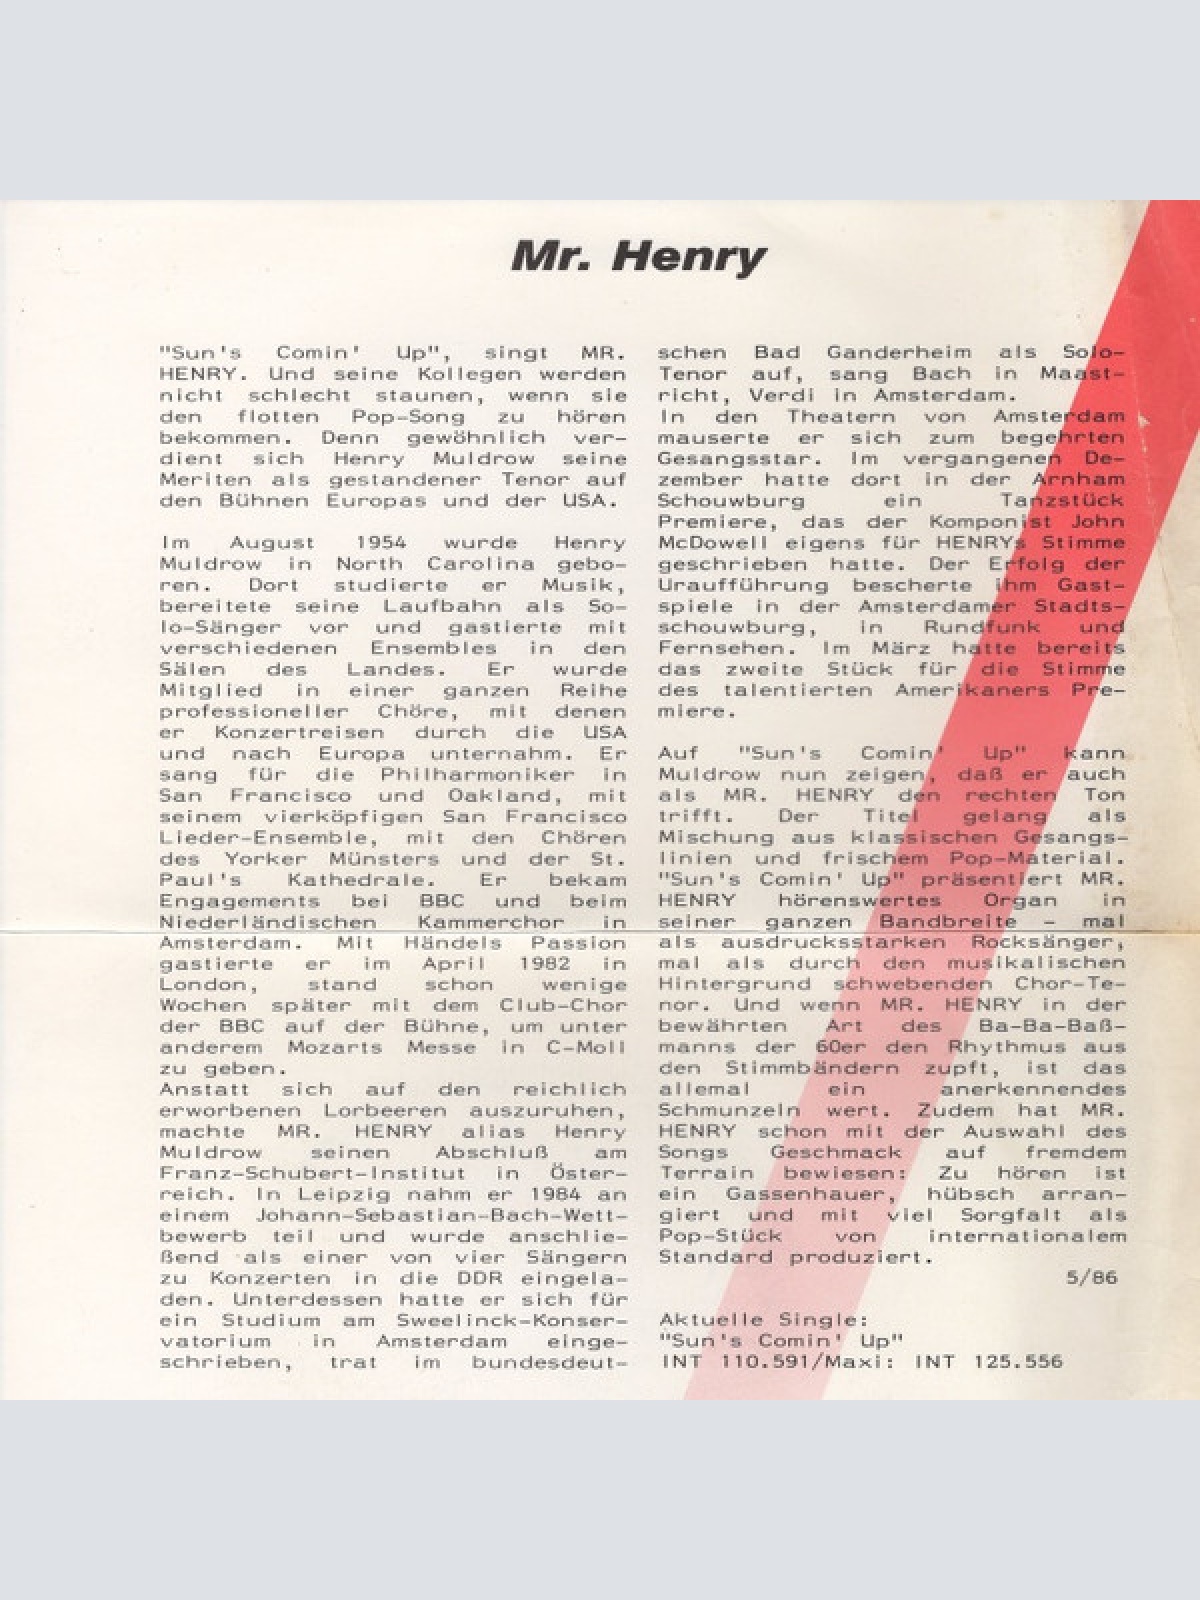 Mr. Henry
"Sun's Comin' Up", singt MR.
HENRY. Und seine Kollegen werden
nicht schlecht staunen, wenn sie
den flotten Pop-Song zu hören
bekommen. Denn gewöhnlich ver-
dient sich Henry Muldrow seine
Meriten als gestandener Tenor auf
den Bühnen Europas und der USA.
Im August 1954 wurde Henry
Muldrow in North Carolina gebo-
ren. Dort studierte er Musik,
bereitete seine Laufbahn als So-
lo-Sänger vor und gastierte mit
verschiedenen Ensembles in den
Sälen des Landes. Er wurde
Mitglied in einer ganzen Reihe
professioneller Chöre, mit denen
er Konzertreisen durch die USA
und nach Europa unternahm. Er
sang für die Philharmoniker in
San Francisco und Oakland, mit
seinem vierköpfigen San Francisco
Lieder-Ensemble, mit den Chören
des Yorker Münsters und der St.
Paul's Kathedrale. Er bekam
Engagements bei BBC und beim
Niederländischen Kammerchor in
Amsterdam. Mit Händels Passion
gastierte er im April 1982 in
London, stand schon wenige
Wochen später mit dem Club-Chor
der BBC auf der Bühne, um unter
anderem Mozarts Messe in C-Moll
zu geben.
Anstatt sich auf den reichlich
erworbenen Lorbeeren auszuruhen,
machte MR. HENRY alias Henry
Muldrow seinen Abschluß am
Franz-Schubert-Institut in Öster-
reich. In Leipzig nahm er 1984 an
einem Johann-Sebastian-Bach-Wett-
bewerb teil und wurde anschlie-
ßend als einer von vier Sängern
zu Konzerten in die DDR eingela-
den. Unterdessen hatte er sich für
ein Studium am Sweelinck-Konser-
vatorium in Amsterdam einge-
schrieben, trat im bundesdeut-
schen Bad Ganderheim als Solo-
Tenor auf, sang Bach in Maast-
richt, Verdi in Amsterdam.
In den Theatern von Amsterdam
mauserte er sich zum begehrten
Gesangsstar. Im vergangenen De-
zember hatte dort in der Arnham
Schouwburg ein Tanzstück
Premiere, das der Komponist John
McDowell eigens für HENRYs Stimme
geschrieben hatte. Der Erfolg der
Uraufführung bescherte ihm Gast-
spiele in der Amsterdamer Stadts-
schouwburg, in Rundfunk und
Fernsehen. Im März hatte bereits
das zweite Stück für die Stimme
des talentierten Amerikaners Pre-
miere.
Auf "Sun's Comin' Up" kann
Muldrow nun zeigen, daß er auch
als MR. HENRY den rechten Ton
trifft. Der Titel gelang als
Mischung aus klassischen Gesangs-
linien und frischem Pop-Material.
"Sun's Comin' Up" präsentiert MR.
HENRY hörenswertes Organ in
seiner ganzen Bandbreite - mal
als ausdrucksstarken Rocksänger,
mal als durch den musikalischen
Hintergrund schwebenden Chor-Te-
nor. Und wenn MR. HENRY in der
bewährten Art des Ba-Ba-Baß-
manns der 60er den Rhythmus aus
den Stimmbändern zupft, ist das
allemal ein anerkennendes
Schmunzeln wert. Zudem hat MR.
HENRY schon mit der Auswahl des
Songs Geschmack auf fremdem
Terrain bewiesen: Zu hören ist
ein Gassenhauer, hübsch arran-
giert und mit viel Sorgfalt als
Pop-Stück von internationalem
Standard produziert.
5/86
Aktuelle Single:
"Sun's Comin' Up"
INT 110.591/Maxi: INT 125.556